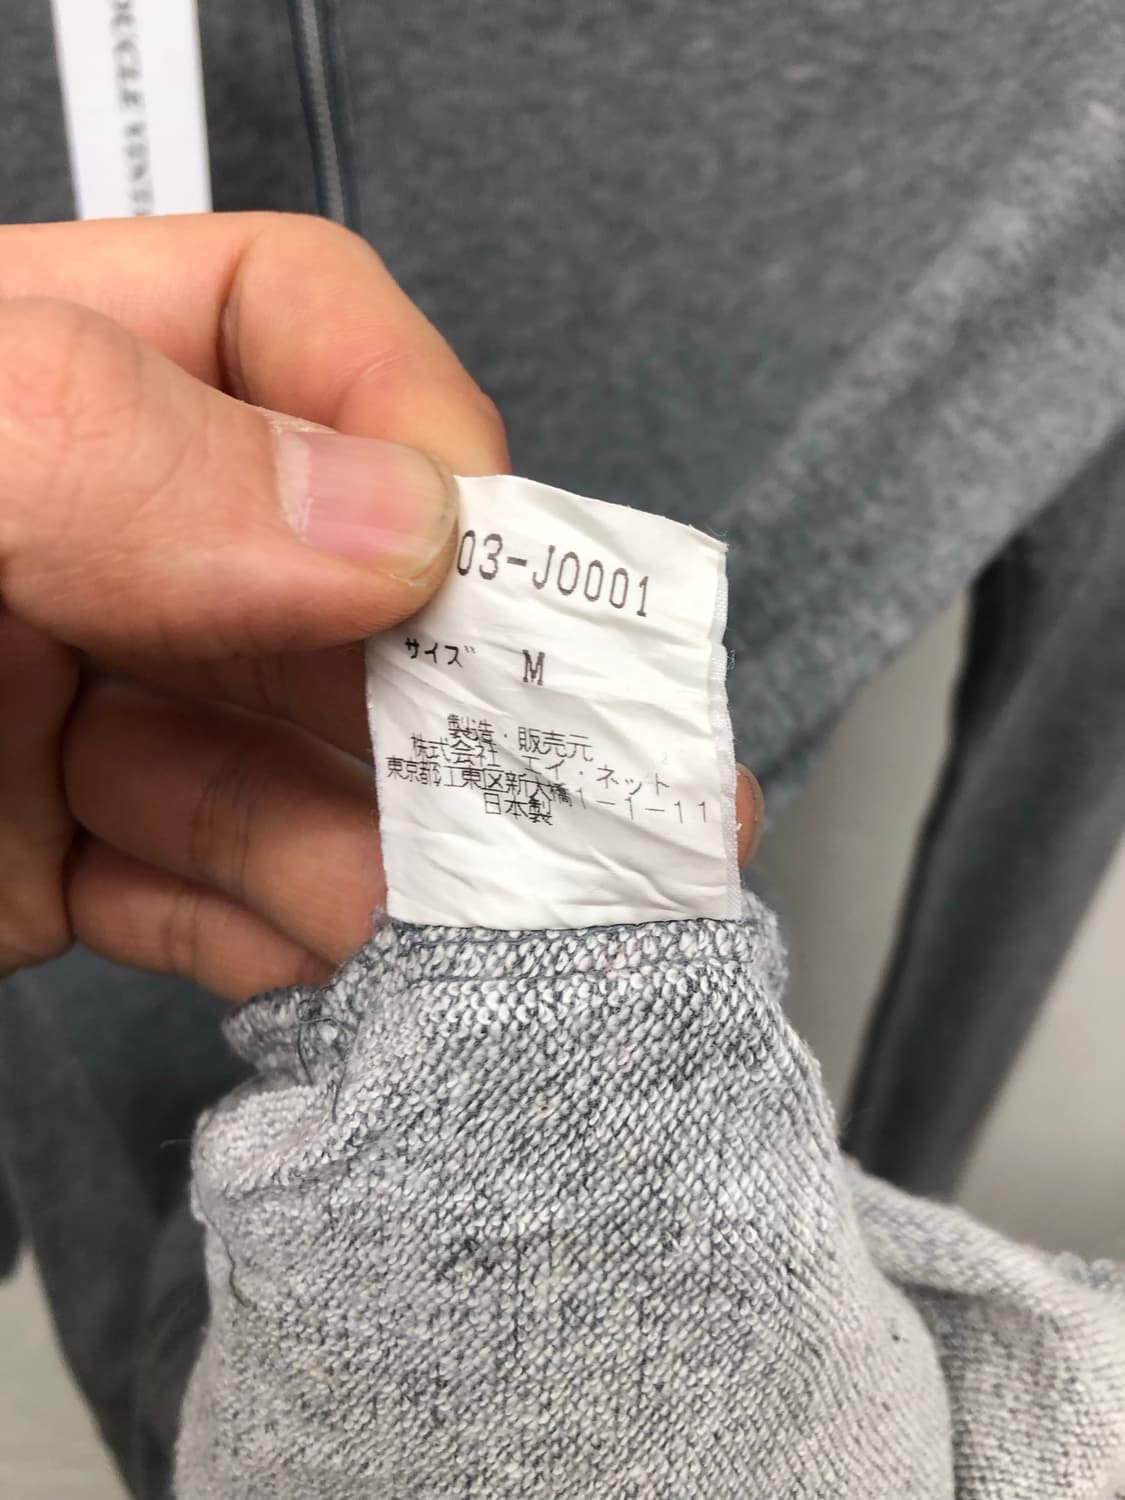 03-J0001
サイズ M
製造・販売元
株式会社 エイ・ネット
東京都江東区新大橋1-1-11
日本製